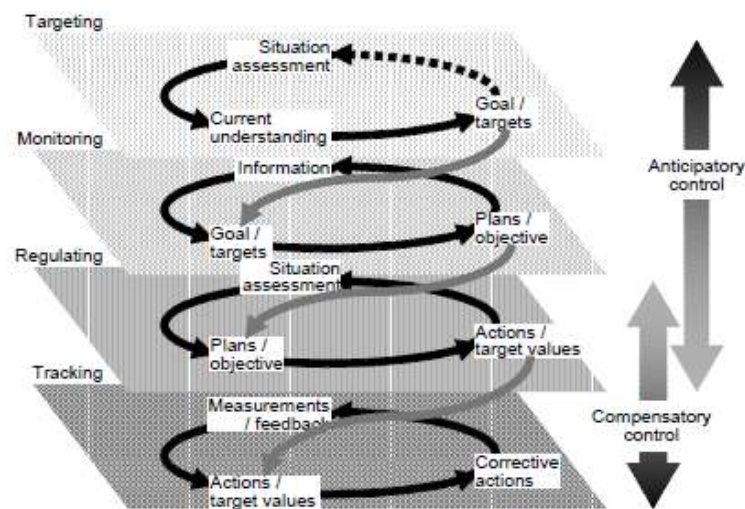 Targeting
Situation
assessment
Current
understanding
Goal /
targets
Monitoring
Information
Anticipatory
control
Goal /
targets
Plans /
objective
Regulating
Situation
assessment
Plans /
objective
Actions /
target values
Tracking
Measurements
/ feedback
Compensatory
control
Actions /
target values
Corrective
actions